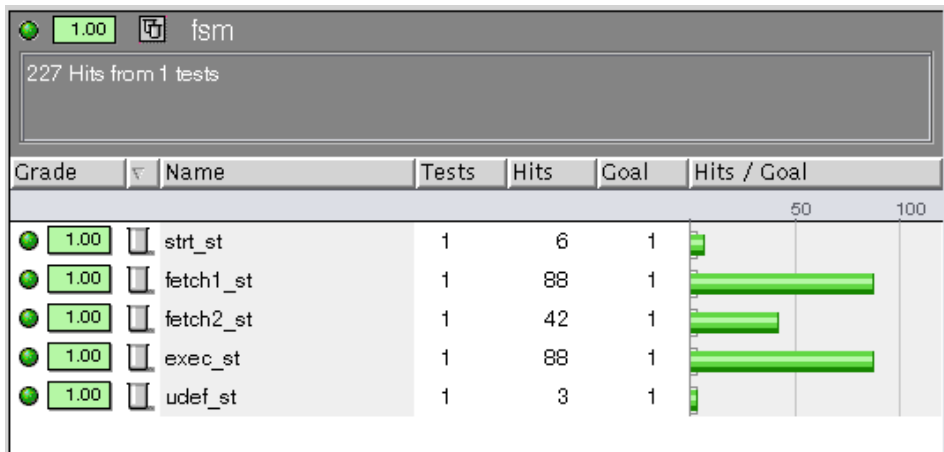 1.00 fsm
227 Hits from 1 tests
Grade Name Tests Hits Goal Hits / Goal
50 100
1.00 strt_st 1 6 1
1.00 fetch1_st 1 88 1
1.00 fetch2_st 1 42 1
1.00 exec_st 1 88 1
1.00 udef_st 1 3 1